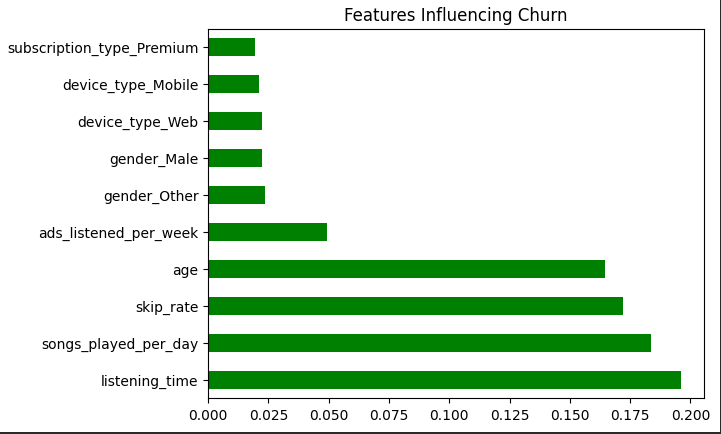 Features Influencing Churn
subscription_type_Premium
device_type_Mobile
device_type_Web
gender_Male
gender_Other
ads_listened_per_week
age
skip_rate
songs_played_per_day
listening_time
0.000 0.025 0.050 0.075 0.100 0.125 0.150 0.175 0.200